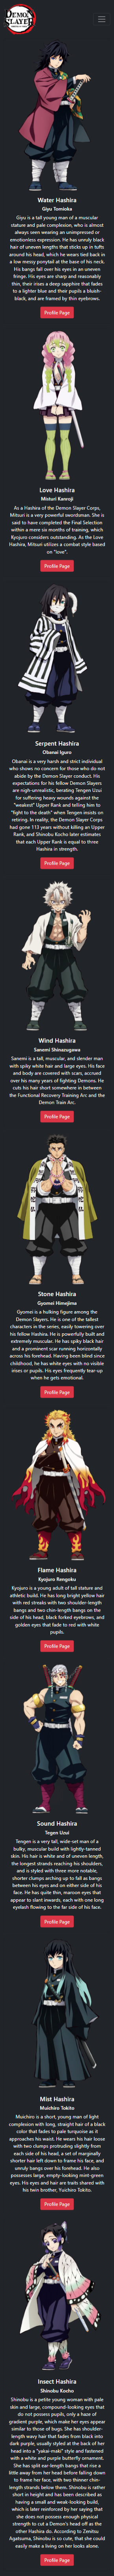 DEMON
SLAYER
Water Hashira
Giyu Tomioka
Giyu is a tall young man of a muscular
stature and pale complexion, who is almost
always seen wearing an unimpressed or
emotionless expression. He has unruly black
hair of uneven lengths that sticks up in tufts
around his head, which he wears tied back in
a low messy ponytail at the base of his neck.
His bangs fall over his eyes in an uneven
fringe. His eyes are sharp and reasonably
thin, their irises a deep sapphire that fades
to a lighter blue and their pupils a bluish-
black, and are framed by thin eyebrows.
Profile Page
Love Hashira
Misturi Kanroji
As a Hashira of the Demon Slayer Corps,
Mitsuri is a very powerful swordsman. She is
said to have completed the Final Selection
within a mere six months of training, which
Kyojuro considers outstanding. As the Love
Hashira, Mitsuri utilizes a combat style based
on "love".
Profile Page
Serpent Hashira
Obanai Iguro
Obanai is a very harsh and strict individual
who shows no concern for those who do not
abide by the Demon Slayer conduct. His
expectations for his fellow Demon Slayers
are nigh-unrealistic, berating Tengen Uzui
for suffering heavy wounds against the
"weakest" Upper Rank and telling him to
"fight to the death" when Tengen insists on
retiring. In reality, the Demon Slayer Corps
had gone 113 years without killing an Upper
Rank, and Shinobu Kocho later estimates
that each Upper Rank is equal to three
Hashira in strength.
Profile Page
Wind Hashira
Sanemi Shinazugawa
Sanemi is a tall, muscular, and slender man
with spiky white hair and large eyes. His face
and body are covered with scars, accrued
over his many years of fighting Demons. He
cuts his hair short somewhere in between
the Functional Recovery Training Arc and the
Demon Train Arc.
Profile Page
Stone Hashira
Gyomei Himejima
Gyomei is a hulking figure among the
Demon Slayers. He is one of the tallest
characters in the series, easily towering over
his fellow Hashira. He is powerfully built and
extremely muscular. He has spiky black hair
and a prominent scar running horizontally
across his forehead. Having been blind since
childhood, he has white eyes with no visible
irises or pupils. His eyes frequently tear up
when he gets emotional.
Profile Page
Flame Hashira
Kyojuro Rengoku
Kyojuro is a young adult of tall stature and
athletic build. He has long bright yellow hair
with red streaks with two shoulder-length
bangs and two chin-length bangs on the
side of his head, black forked eyebrows, and
golden eyes that fade to red with white
pupils.
Profile Page
Sound Hashira
Tegen Uzui
Tengen is a very tall, wide-set man of a
bulky, muscular build with lightly-tanned
skin. His hair is white and of uneven length,
the longest strands reaching his shoulders,
and is styled with three more notable,
shorter clumps arching up to fall as bangs
between his eyes and on either side of his
face. He has quite thin, maroon eyes that
appear to slant inwards, each with one long
eyelash flowing to the far side of his face.
Profile Page
Mist Hashira
Muichiro Tokito
Muichiro is a short, young man of light
complexion with long, straight hair of a black
color that fades to pale turquoise as it
approaches his waist. He wears his hair loose
with two clumps protruding slightly from
each side of his head, a set of marginally
shorter hair left down to frame his face, and
unruly bangs over his forehead. He also
possesses large, empty-looking mint-green
eyes. His eyes and hair are traits shared with
his twin brother, Yuichiro Tokito.
Profile Page
Insect Hashira
Shinobu Kocho
Shinobu is a petite young woman with pale
skin and large, compound-looking eyes that
do not possess pupils, only a haze of
gradient purple, which make her eyes appear
similar to those of bugs. She has shoulder-
length wavy hair that fades from black into
dark purple, usually styled at the back of her
head into a "yakai-maki" style and fastened
with a white and purple butterfly ornament.
She has split ear-length bangs that rise a
little away from her head before falling down
to frame her face, with two thinner chin-
length strands below them. Shinobu is rather
short in height and has been described as
having a small and weak-looking build,
which is later reinforced by her saying that
she does not possess enough physical
strength to cut a Demon's head off as the
other Hashira do. According to Zenitsu
Agatsuma, Shinobu is so cute, that he could
easily make a living on her looks alone.
Profile Page